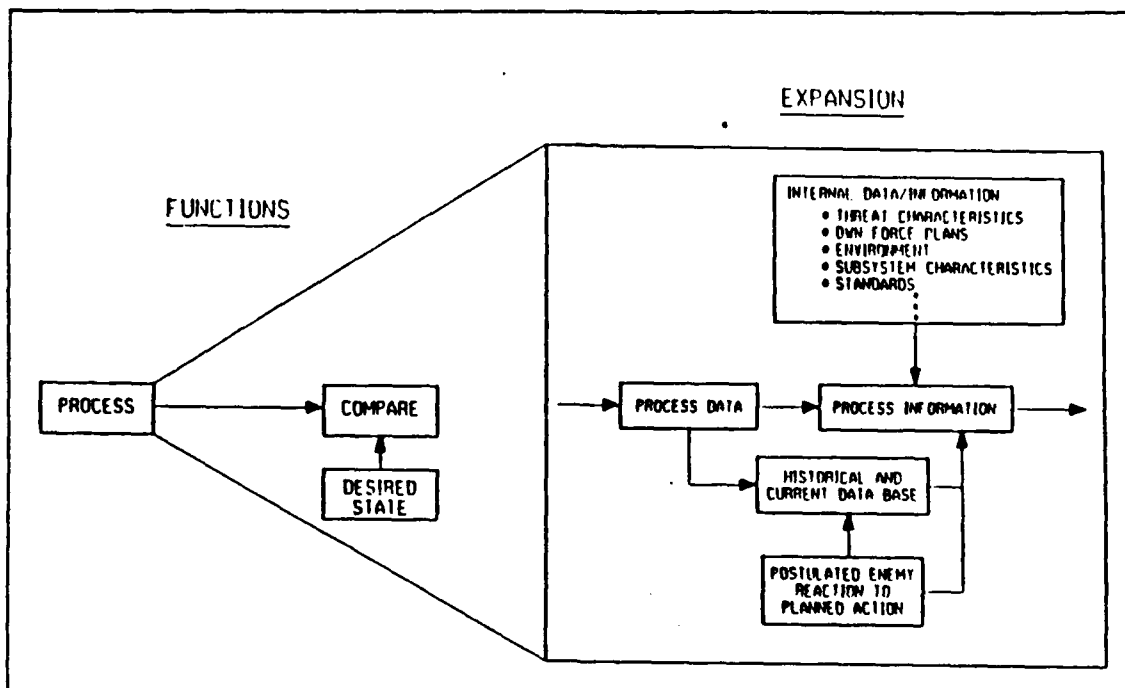 EXPANSION
FUNCTIONS
INTERNAL DATA/INFORMATION
• THREAT CHARACTERISTICS
• OWN FORCE PLANS
• ENVIRONMENT
• SUBSYSTEM CHARACTERISTICS
• STANDARDS
PROCESS
COMPARE
DESIRED
STATE
PROCESS DATA
PROCESS INFORMATION
HISTORICAL AND
CURRENT DATA BASE
POSTULATED ENEMY
REACTION TO
PLANNED ACTION